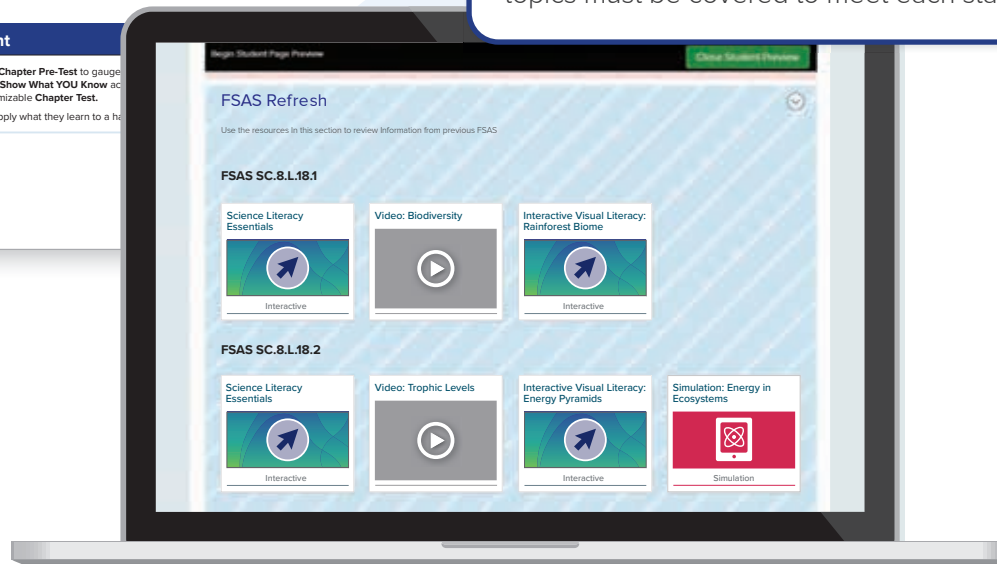 topics must be covered to meet each sta
nt
Chapter Pre-Test to gauge
Show What YOU Know ac
mizable Chapter Test.
pply what they learn to a ha
Begin Student Page Preview
Close Student Preview
FSAS Refresh
Use the resources in this section to review Information from previous FSAS
FSAS SC.8.L.18.1
Science Literacy
Essentials
Interactive
Video: Biodiversity
Interactive Visual Literacy:
Rainforest Biome
Interactive
FSAS SC.8.L.18.2
Science Literacy
Essentials
Interactive
Video: Trophic Levels
Interactive Visual Literacy:
Energy Pyramids
Interactive
Simulation: Energy in
Ecosystems
Simulation